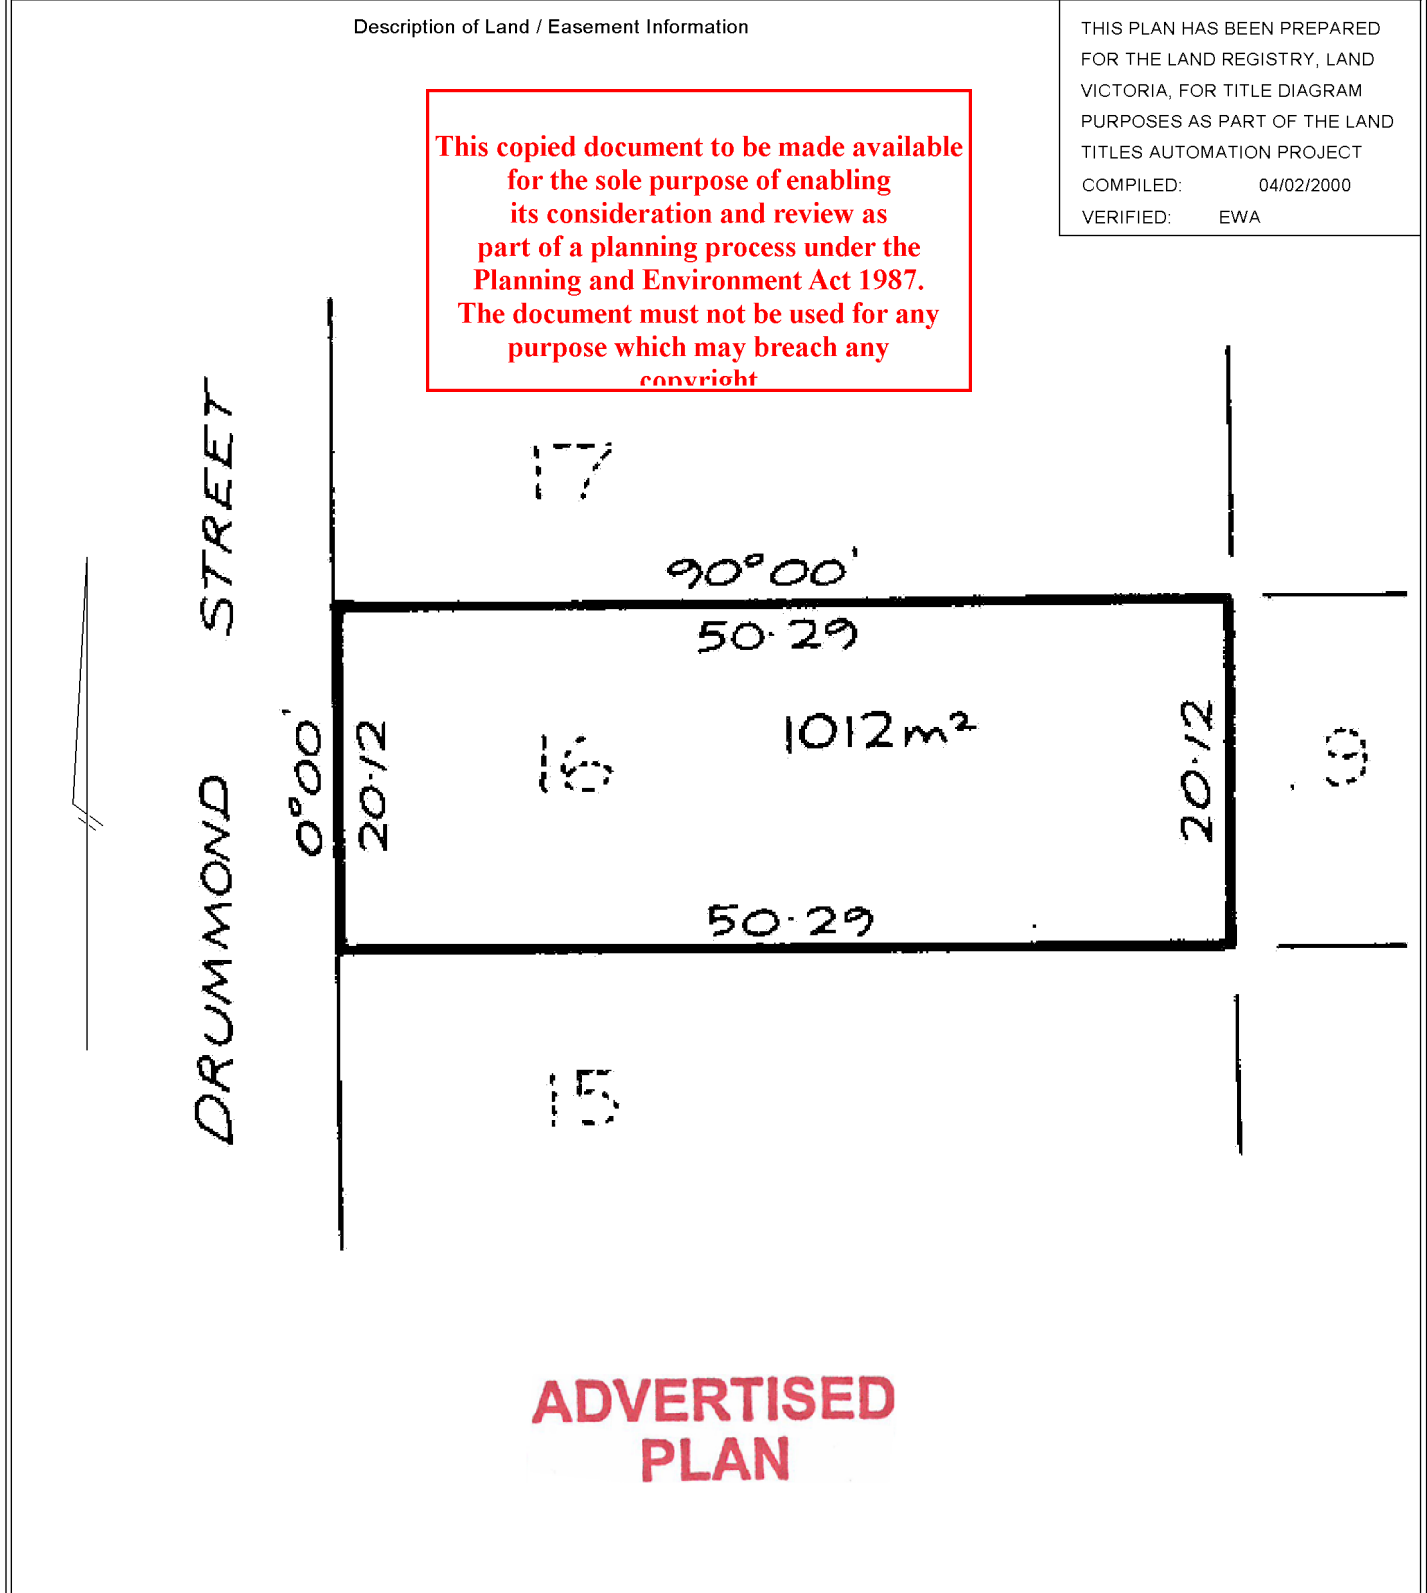 Description of Land / Easement Information
THIS PLAN HAS BEEN PREPARED
FOR THE LAND REGISTRY, LAND
VICTORIA, FOR TITLE DIAGRAM
PURPOSES AS PART OF THE LAND
TITLES AUTOMATION PROJECT
COMPILED: 04/02/2000
VERIFIED: EWA
This copied document to be made available
for the sole purpose of enabling
its consideration and review as
part of a planning process under the
Planning and Environment Act 1987.
The document must not be used for any
purpose which may breach any
copyright
17
90°00'
50·29
1012m²
DRUMMOND STREET
0°00'
20·12
16
20·12
50·29
15
ADVERTISED
PLAN